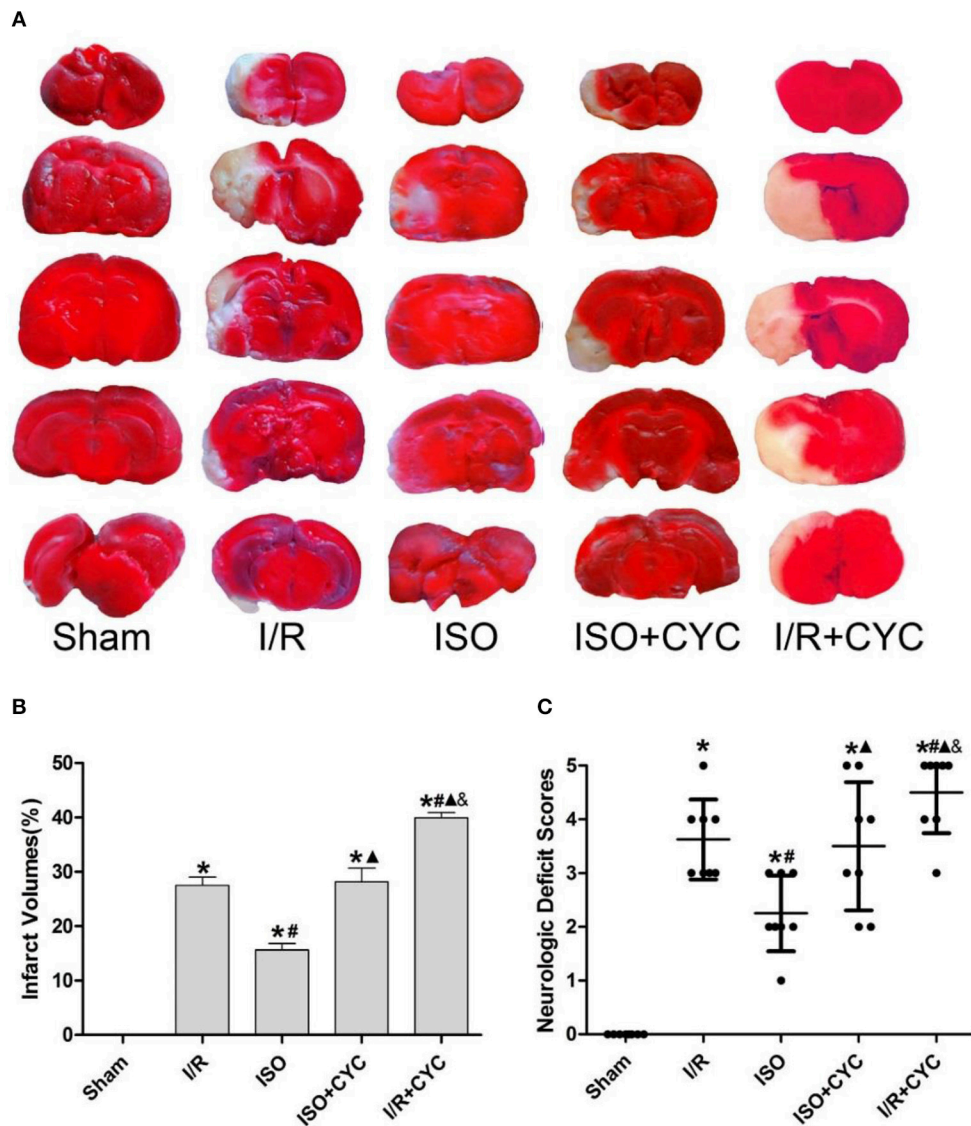 A
Sham I/R ISO ISO+CYC I/R+CYC
B
Infarct Volumes(%)
50
40
30
20
10
0
*
*#
*▲
*#▲&
Sham
I/R
ISO
ISO+CYC
I/R+CYC
C
Neurologic Deficit Scores
5
4
3
2
1
0
*
*#
*▲
*#▲&
Sham
I/R
ISO
ISO+CYC
I/R+CYC